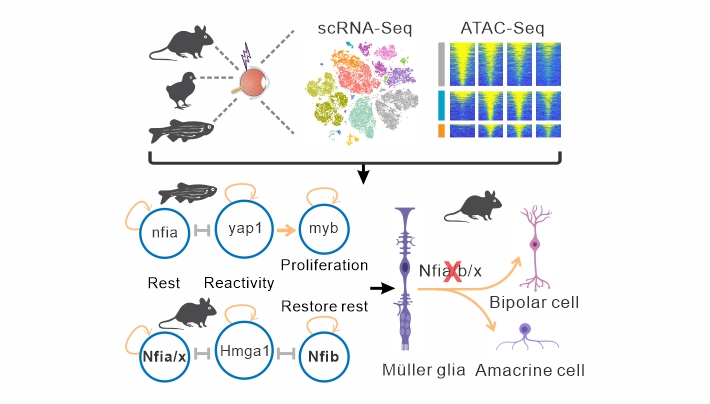 scRNA-Seq ATAC-Seq
nfia yap1 myb
Proliferation
Rest Reactivity
Restore rest
Nfia/x Hmga1 Nfib
Nfia/b/x
Bipolar cell
Müller glia Amacrine cell